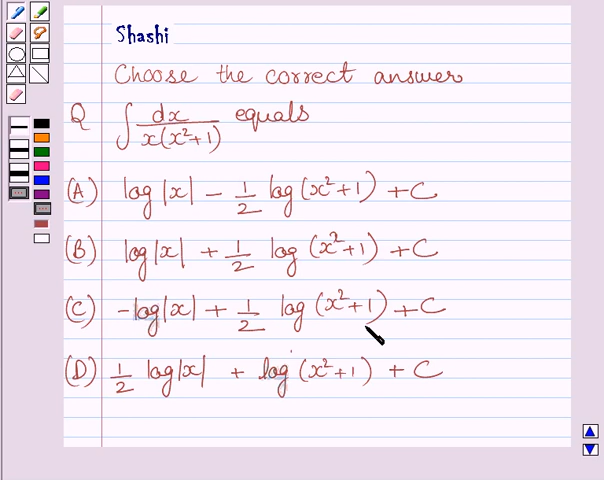 Shashi
Choose the correct answer
Q ∫ dx / x(x²+1) equals
(A) log|x| - 1/2 log(x²+1) + C
(B) log|x| + 1/2 log(x²+1) + C
(C) -log|x| + 1/2 log(x²+1) + C
(D) 1/2 log|x| + log(x²+1) + C